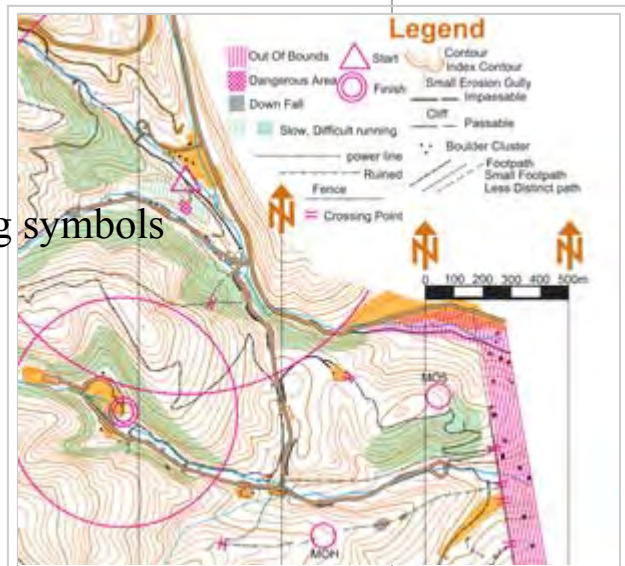 Legend
Out Of Bounds
Start
Contour
Index Contour
Dangerous Area
Finish
Small Erosion Gully
Impassable
Down Fall
Cliff
Passable
Slow, Difficult running
Boulder Cluster
power line
Footpath
Ruined
Small Footpath
Fence
Less Distinct path
Crossing Point
g symbols
N
N
N
0 100 200 300 400 500m
MOS
MOH